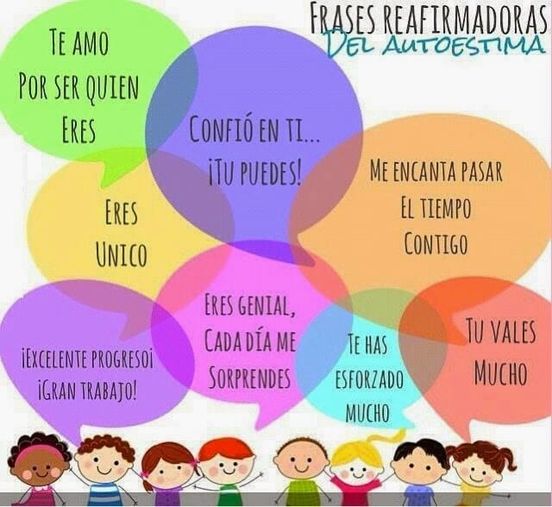 FRASES REAFIRMADORAS
DEL AUTOESTIMA
TE AMO
POR SER QUIEN
ERES
CONFIÓ EN TI...
¡TU PUEDES!
ME ENCANTA PASAR
EL TIEMPO
CONTIGO
ERES
UNICO
ERES GENIAL,
CADA DÍA ME
SORPRENDES
¡EXCELENTE PROGRESO¡
¡GRAN TRABAJO!
TE HAS
ESFORZADO
MUCHO
TU VALES
MUCHO